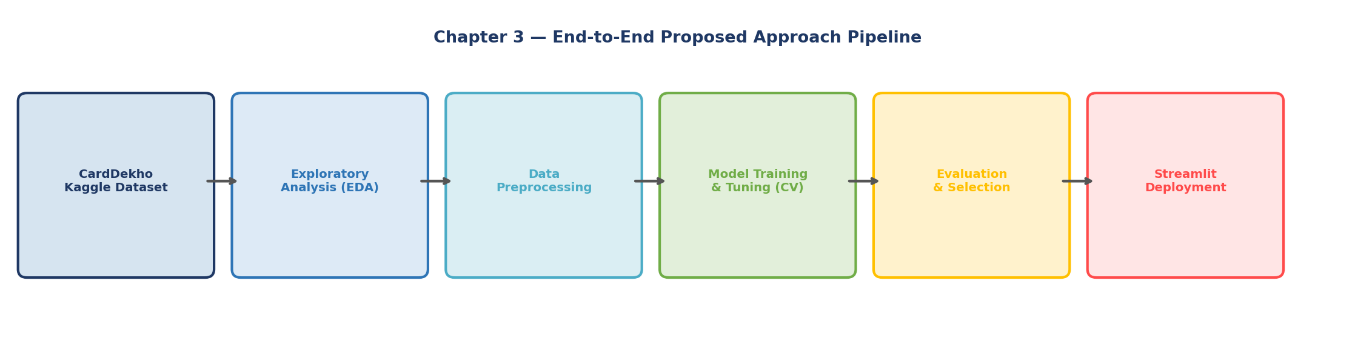 Chapter 3 — End-to-End Proposed Approach Pipeline
CardDekho
Kaggle Dataset
Exploratory
Analysis (EDA)
Data
Preprocessing
Model Training
& Tuning (CV)
Evaluation
& Selection
Streamlit
Deployment